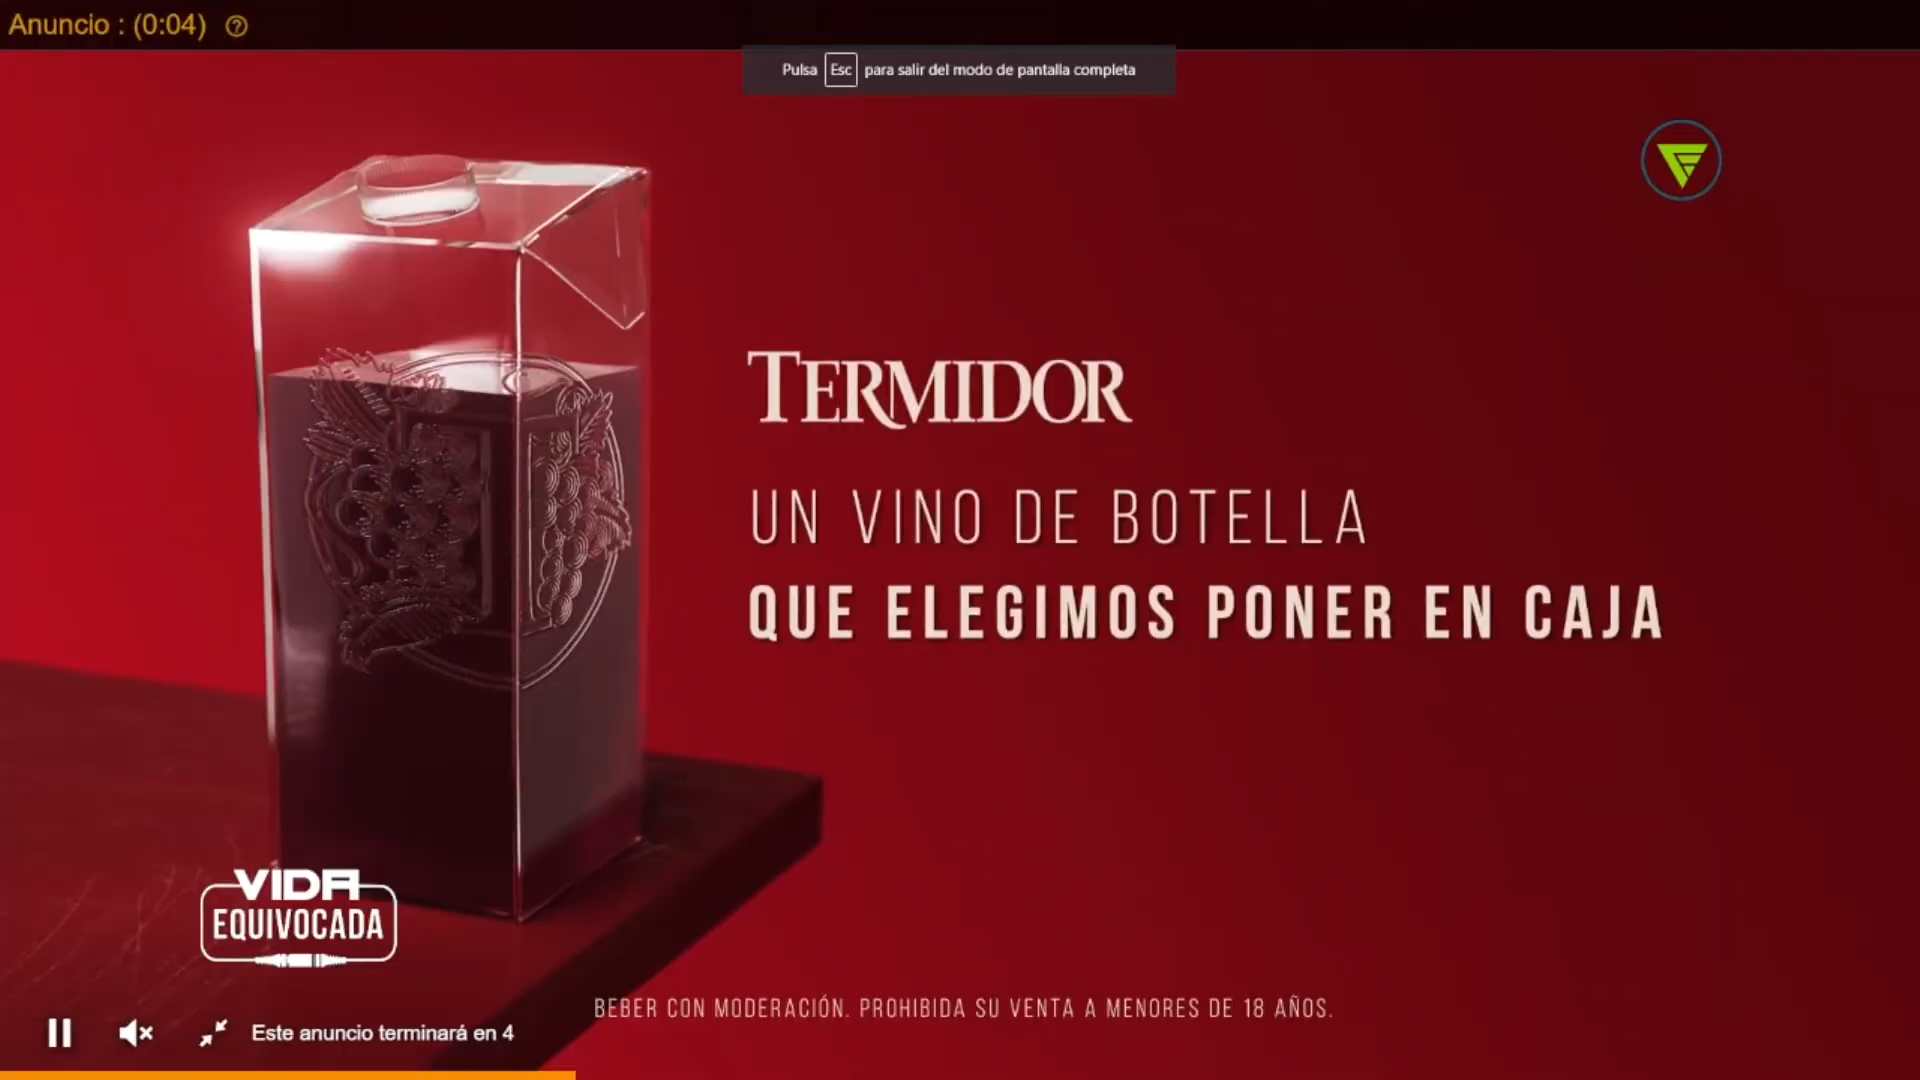 Anuncio : (0:04) ?
Pulsa Esc para salir del modo de pantalla completa
TERMIDOR
UN VINO DE BOTELLA
QUE ELEGIMOS PONER EN CAJA
VIDA
EQUIVOCADA
BEBER CON MODERACIÓN. PROHIBIDA SU VENTA A MENORES DE 18 AÑOS.
Este anuncio terminará en 4